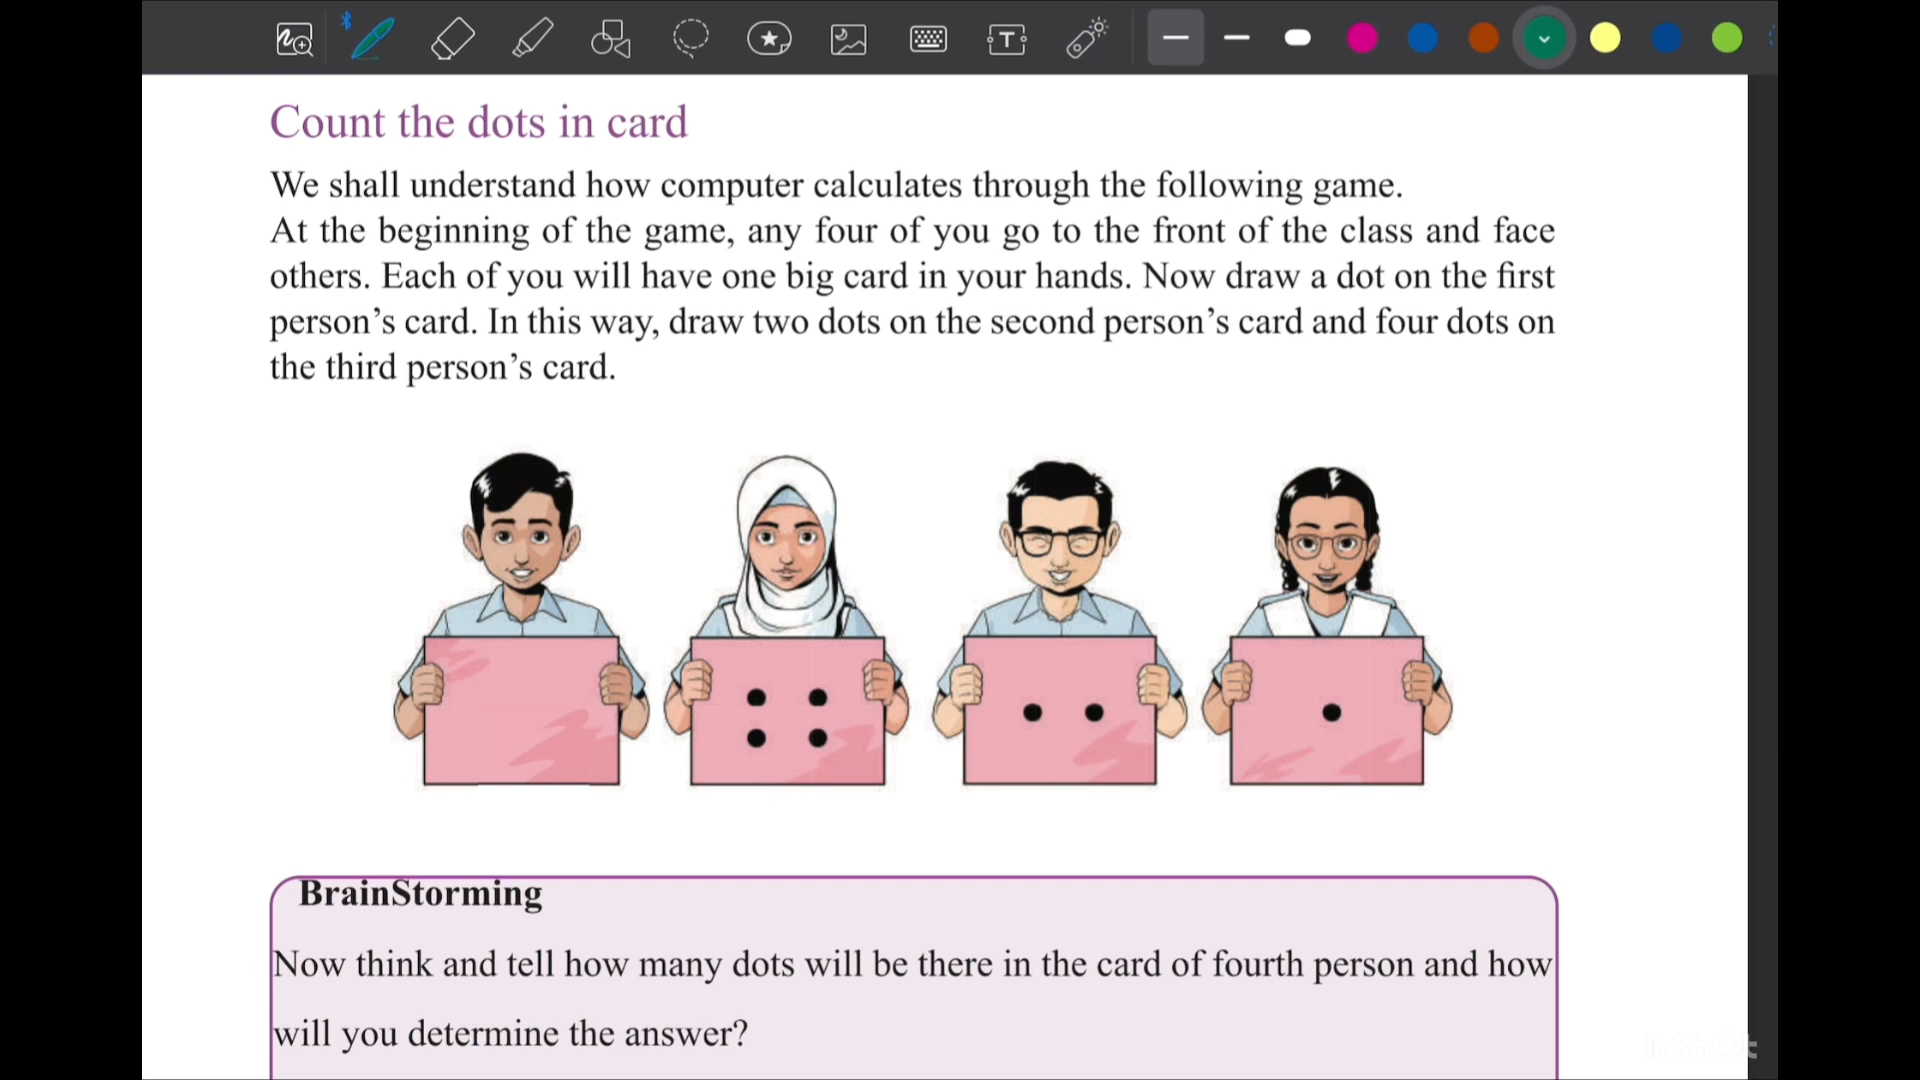 Count the dots in card
We shall understand how computer calculates through the following game.
At the beginning of the game, any four of you go to the front of the class and face
others. Each of you will have one big card in your hands. Now draw a dot on the first
person’s card. In this way, draw two dots on the second person’s card and four dots on
the third person’s card.
BrainStorming
Now think and tell how many dots will be there in the card of fourth person and how
will you determine the answer?